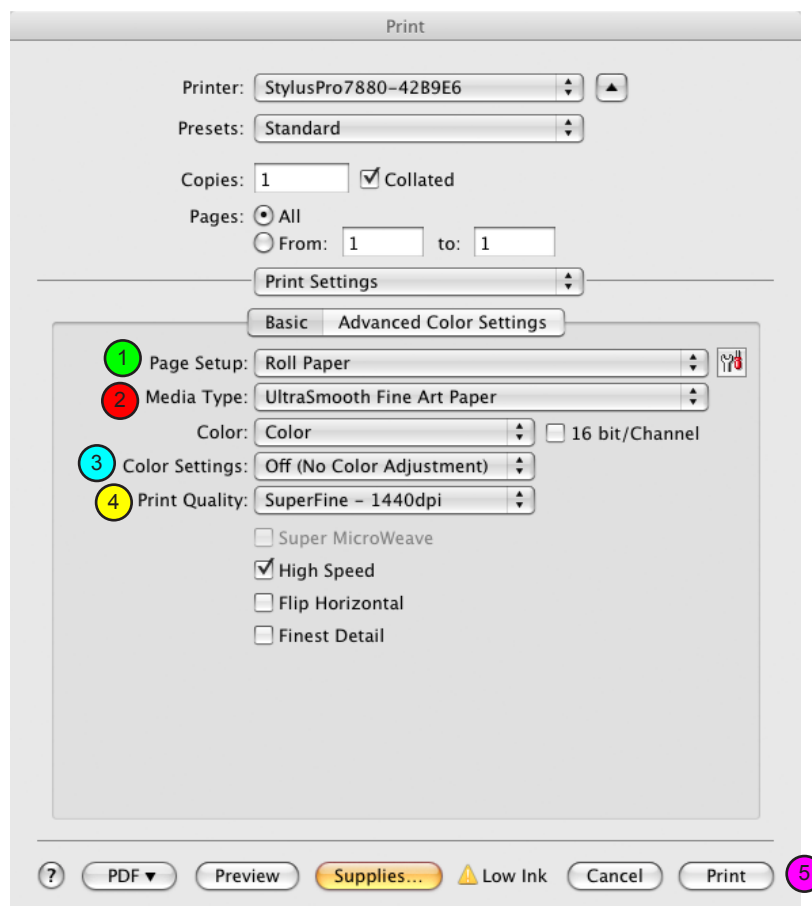 Print
Printer: StylusPro7880-42B9E6
Presets: Standard
Copies: 1 Collated
Pages: All
From: 1 to: 1
Print Settings
Basic Advanced Color Settings
1 Page Setup: Roll Paper
2 Media Type: UltraSmooth Fine Art Paper
Color: Color 16 bit/Channel
3 Color Settings: Off (No Color Adjustment)
4 Print Quality: SuperFine – 1440dpi
Super MicroWeave
High Speed
Flip Horizontal
Finest Detail
? PDF ▼ Preview Supplies... Low Ink Cancel Print 5